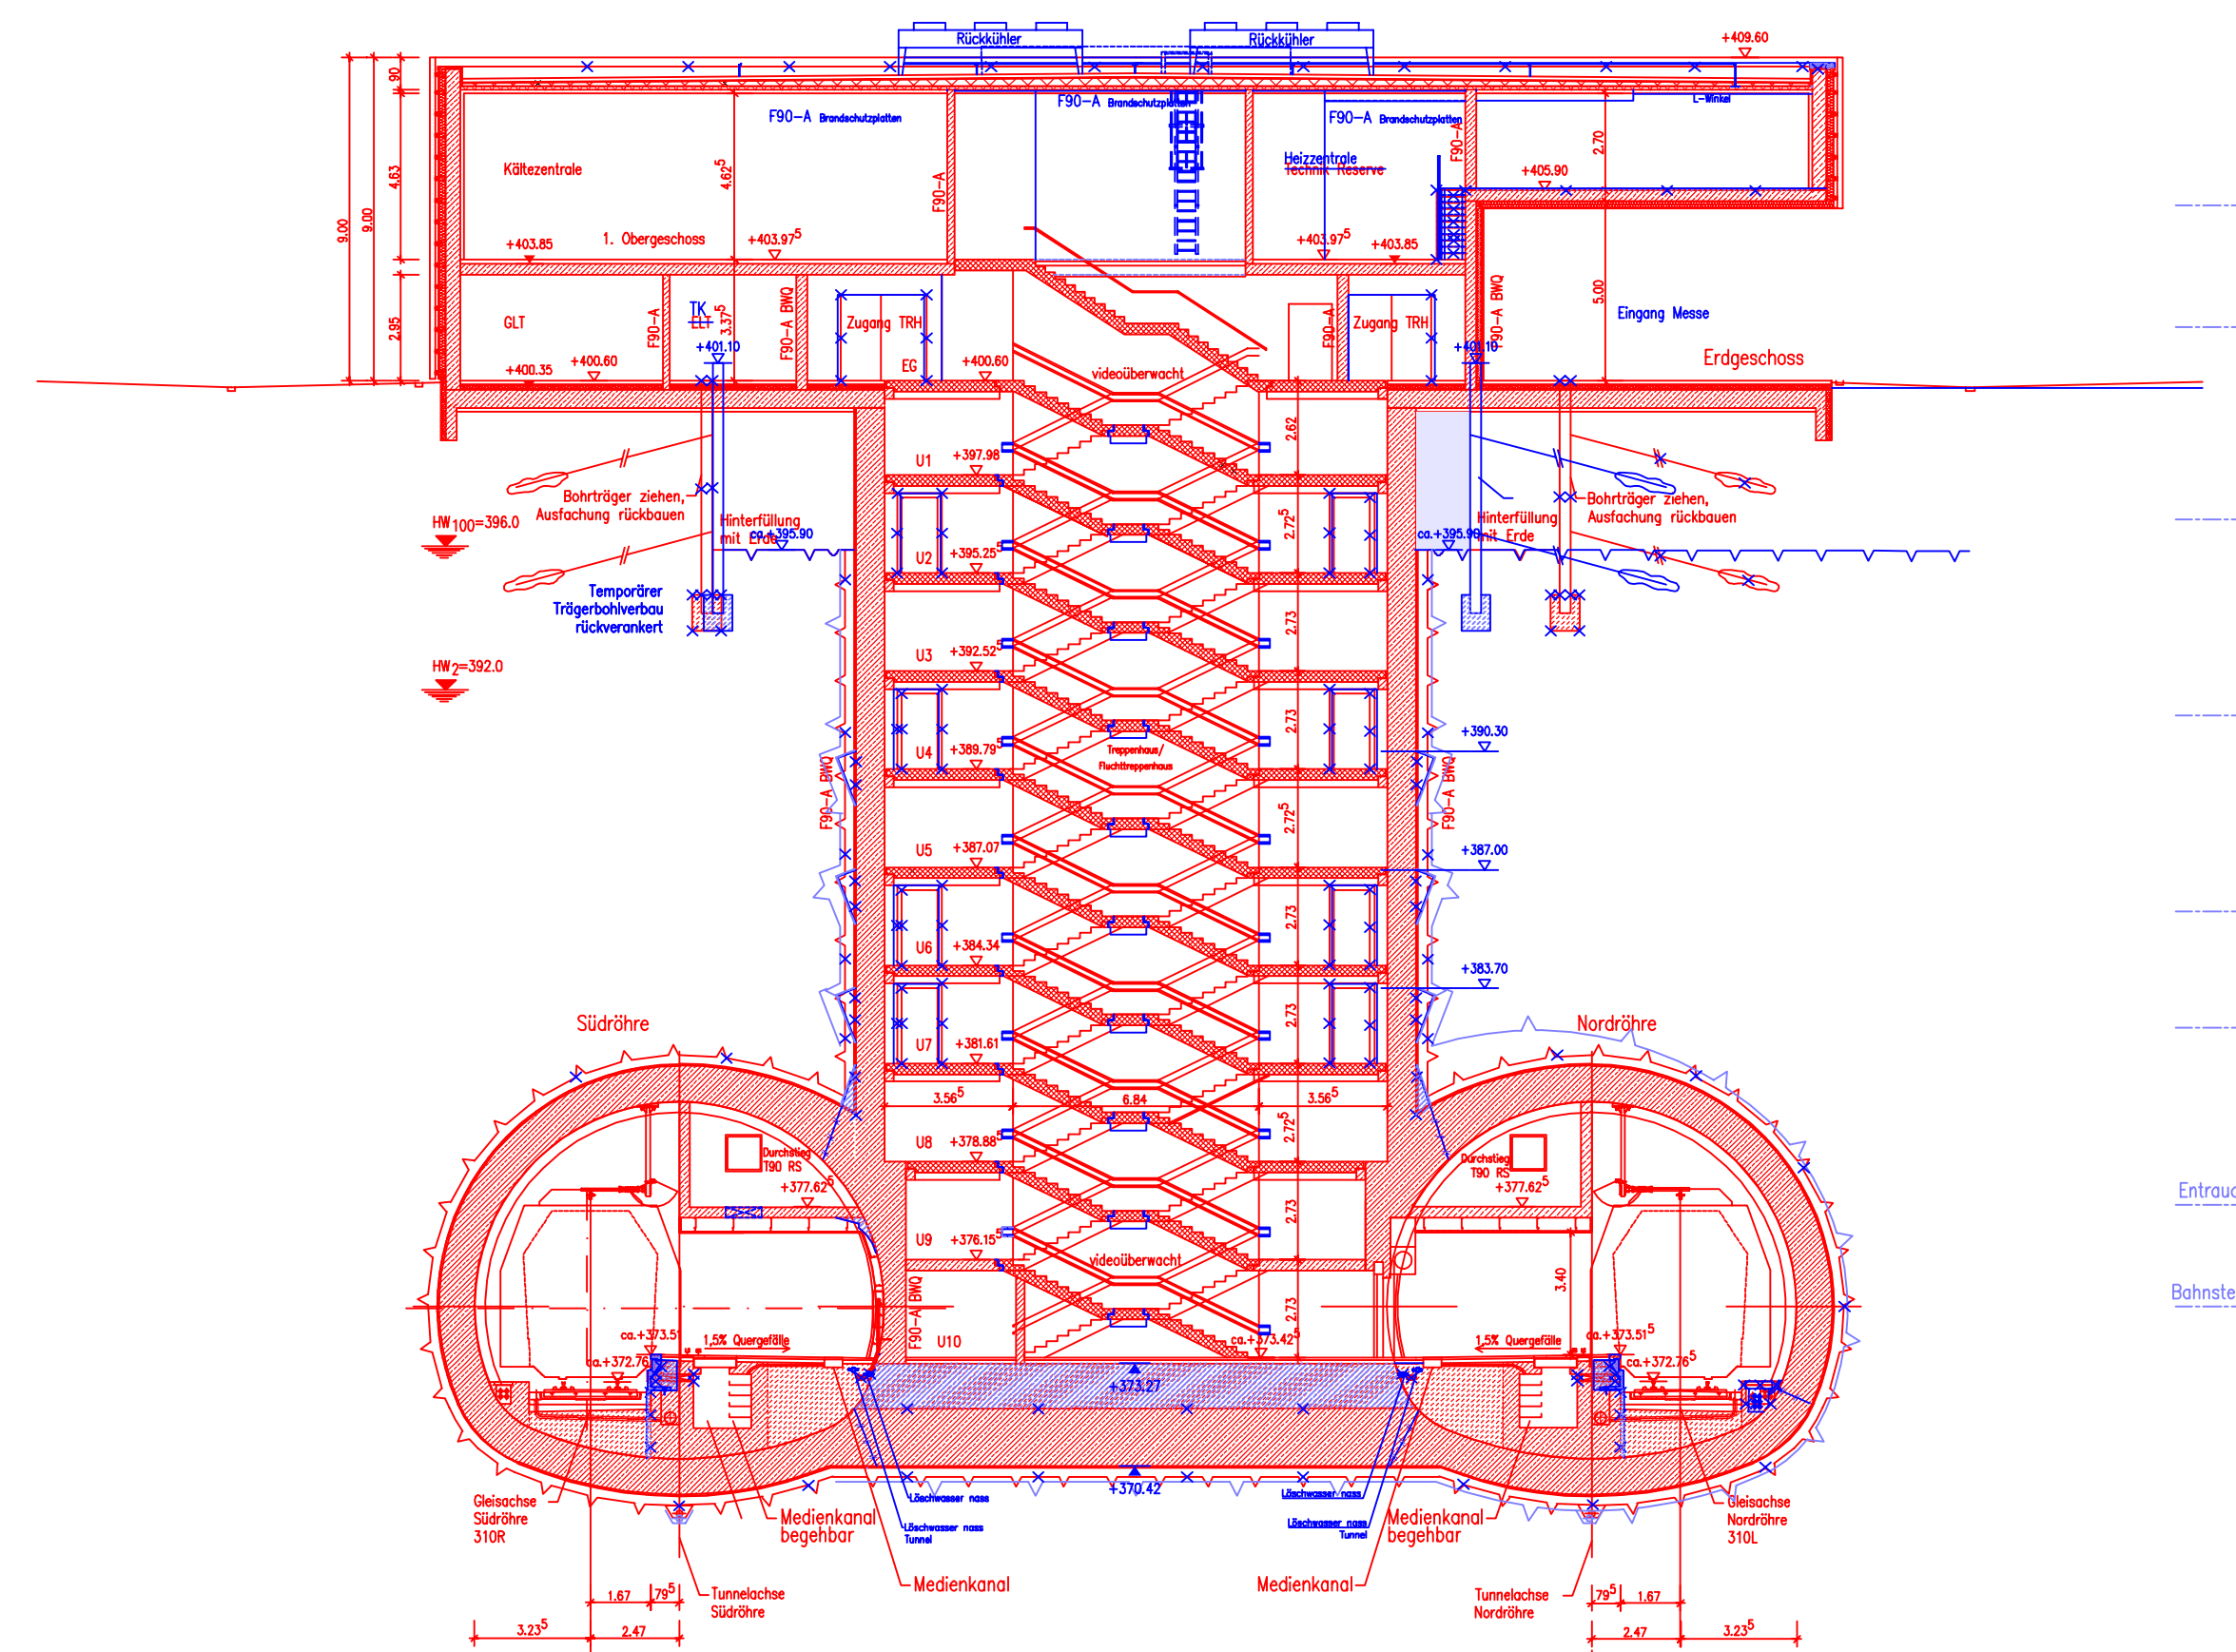 Rückkühler
Rückkühler
+409.60
90
F90-A Brandschutzplatten
F90-A Brandschutzplatten
F90-A Brandschutzplatten
L-Winkel
9.00
9.00
4.63
Kältezentrale
4.62⁵
F90-A
Heizzentrale
Technik Reserve
F90-A
+405.90
2.70
+403.85
1. Obergeschoss
+403.97⁵
+403.97⁵
+403.85
2.95
GLT
F90-A
TK
ELT
3.37⁵
F90-A BWQ
Zugang TRH
F90-A
Zugang TRH
F90-A BWQ
5.00
Eingang Messe
+400.35
+400.60
+401.10
EG
+400.60
videoüberwacht
+401.10
Erdgeschoss
2.62
U1
+397.98
Bohrträger ziehen,
Ausfachung rückbauen
Bohrträger ziehen,
Ausfachung rückbauen
HW100=396.0
Hinterfüllung
mit Erde
ca.+395.90
2.72⁵
Hinterfüllung
mit Erde
ca.+395.90
U2
+395.25⁵
Temporärer
Trägerbohlverbau
rückverankert
2.73
HW2=392.0
U3
+392.52⁵
2.73
+390.30
U4
+389.79⁵
Treppenhaus/
Fluchttreppenhaus
F90-A BWQ
F90-A BWQ
2.72⁵
U5
+387.07
+387.00
2.73
U6
+384.34
+383.70
2.73
Südröhre
Nordröhre
U7
+381.61
3.56⁵
6.84
3.56⁵
2.72⁵
U8
+378.88⁵
Durchstieg
T90 RS
Durchstieg
T90 RS
+377.62⁵
+377.62⁵
Entrauc
2.73
U9
+376.15⁵
videoüberwacht
3.40
Bahnste
F90-A BWQ
2.73
U10
ca.+373.51
1,5% Quergefälle
ca.+373.42⁵
1,5% Quergefälle
ca.+373.51⁵
ca.+372.76
ca.+372.76⁵
+373.27
+370.42
Gleisachse
Südröhre
310R
Medienkanal
begehbar
Löschwasser nass
Löschwasser nass
Tunnel
Löschwasser nass
Löschwasser nass
Tunnel
Medienkanal
begehbar
Gleisachse
Nordröhre
310L
Medienkanal
Medienkanal
Tunnelachse
Südröhre
Tunnelachse
Nordröhre
1.67
79⁵
79⁵
1.67
3.23⁵
2.47
2.47
3.23⁵